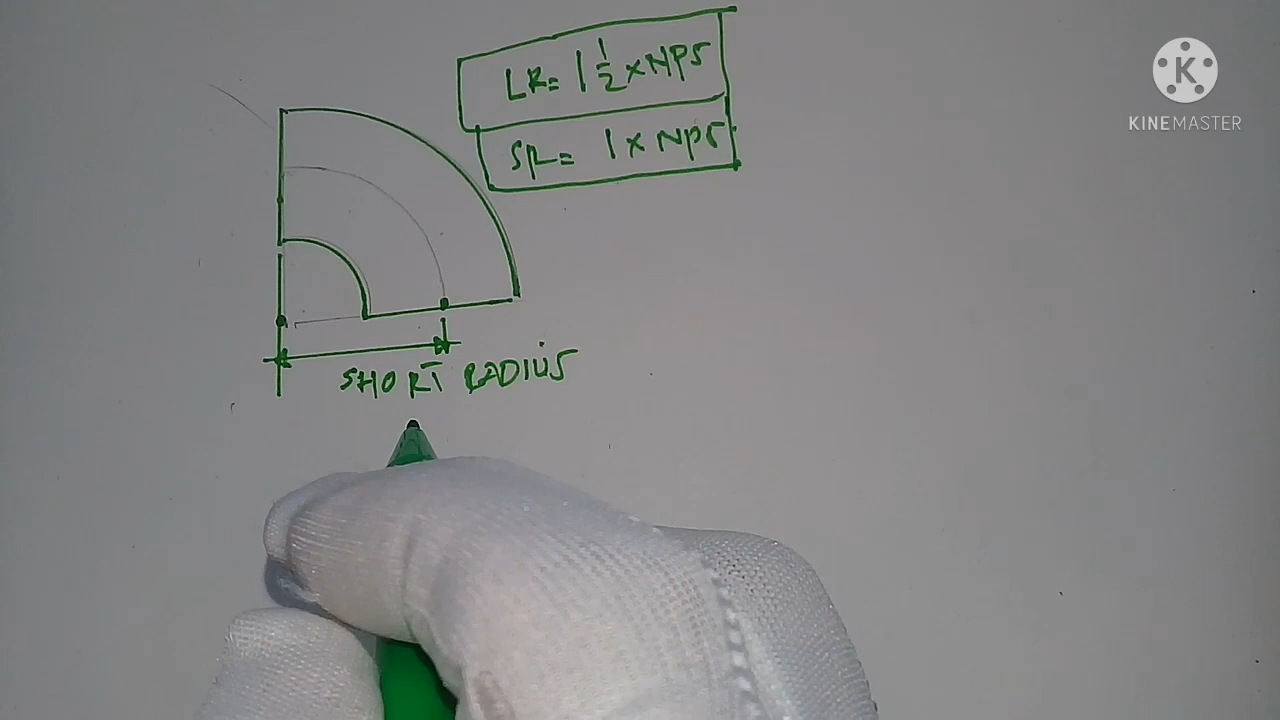 LR = 1 1/2 x NPS
SR = 1 x NPS
SHORT RADIUS
K
KINEMASTER